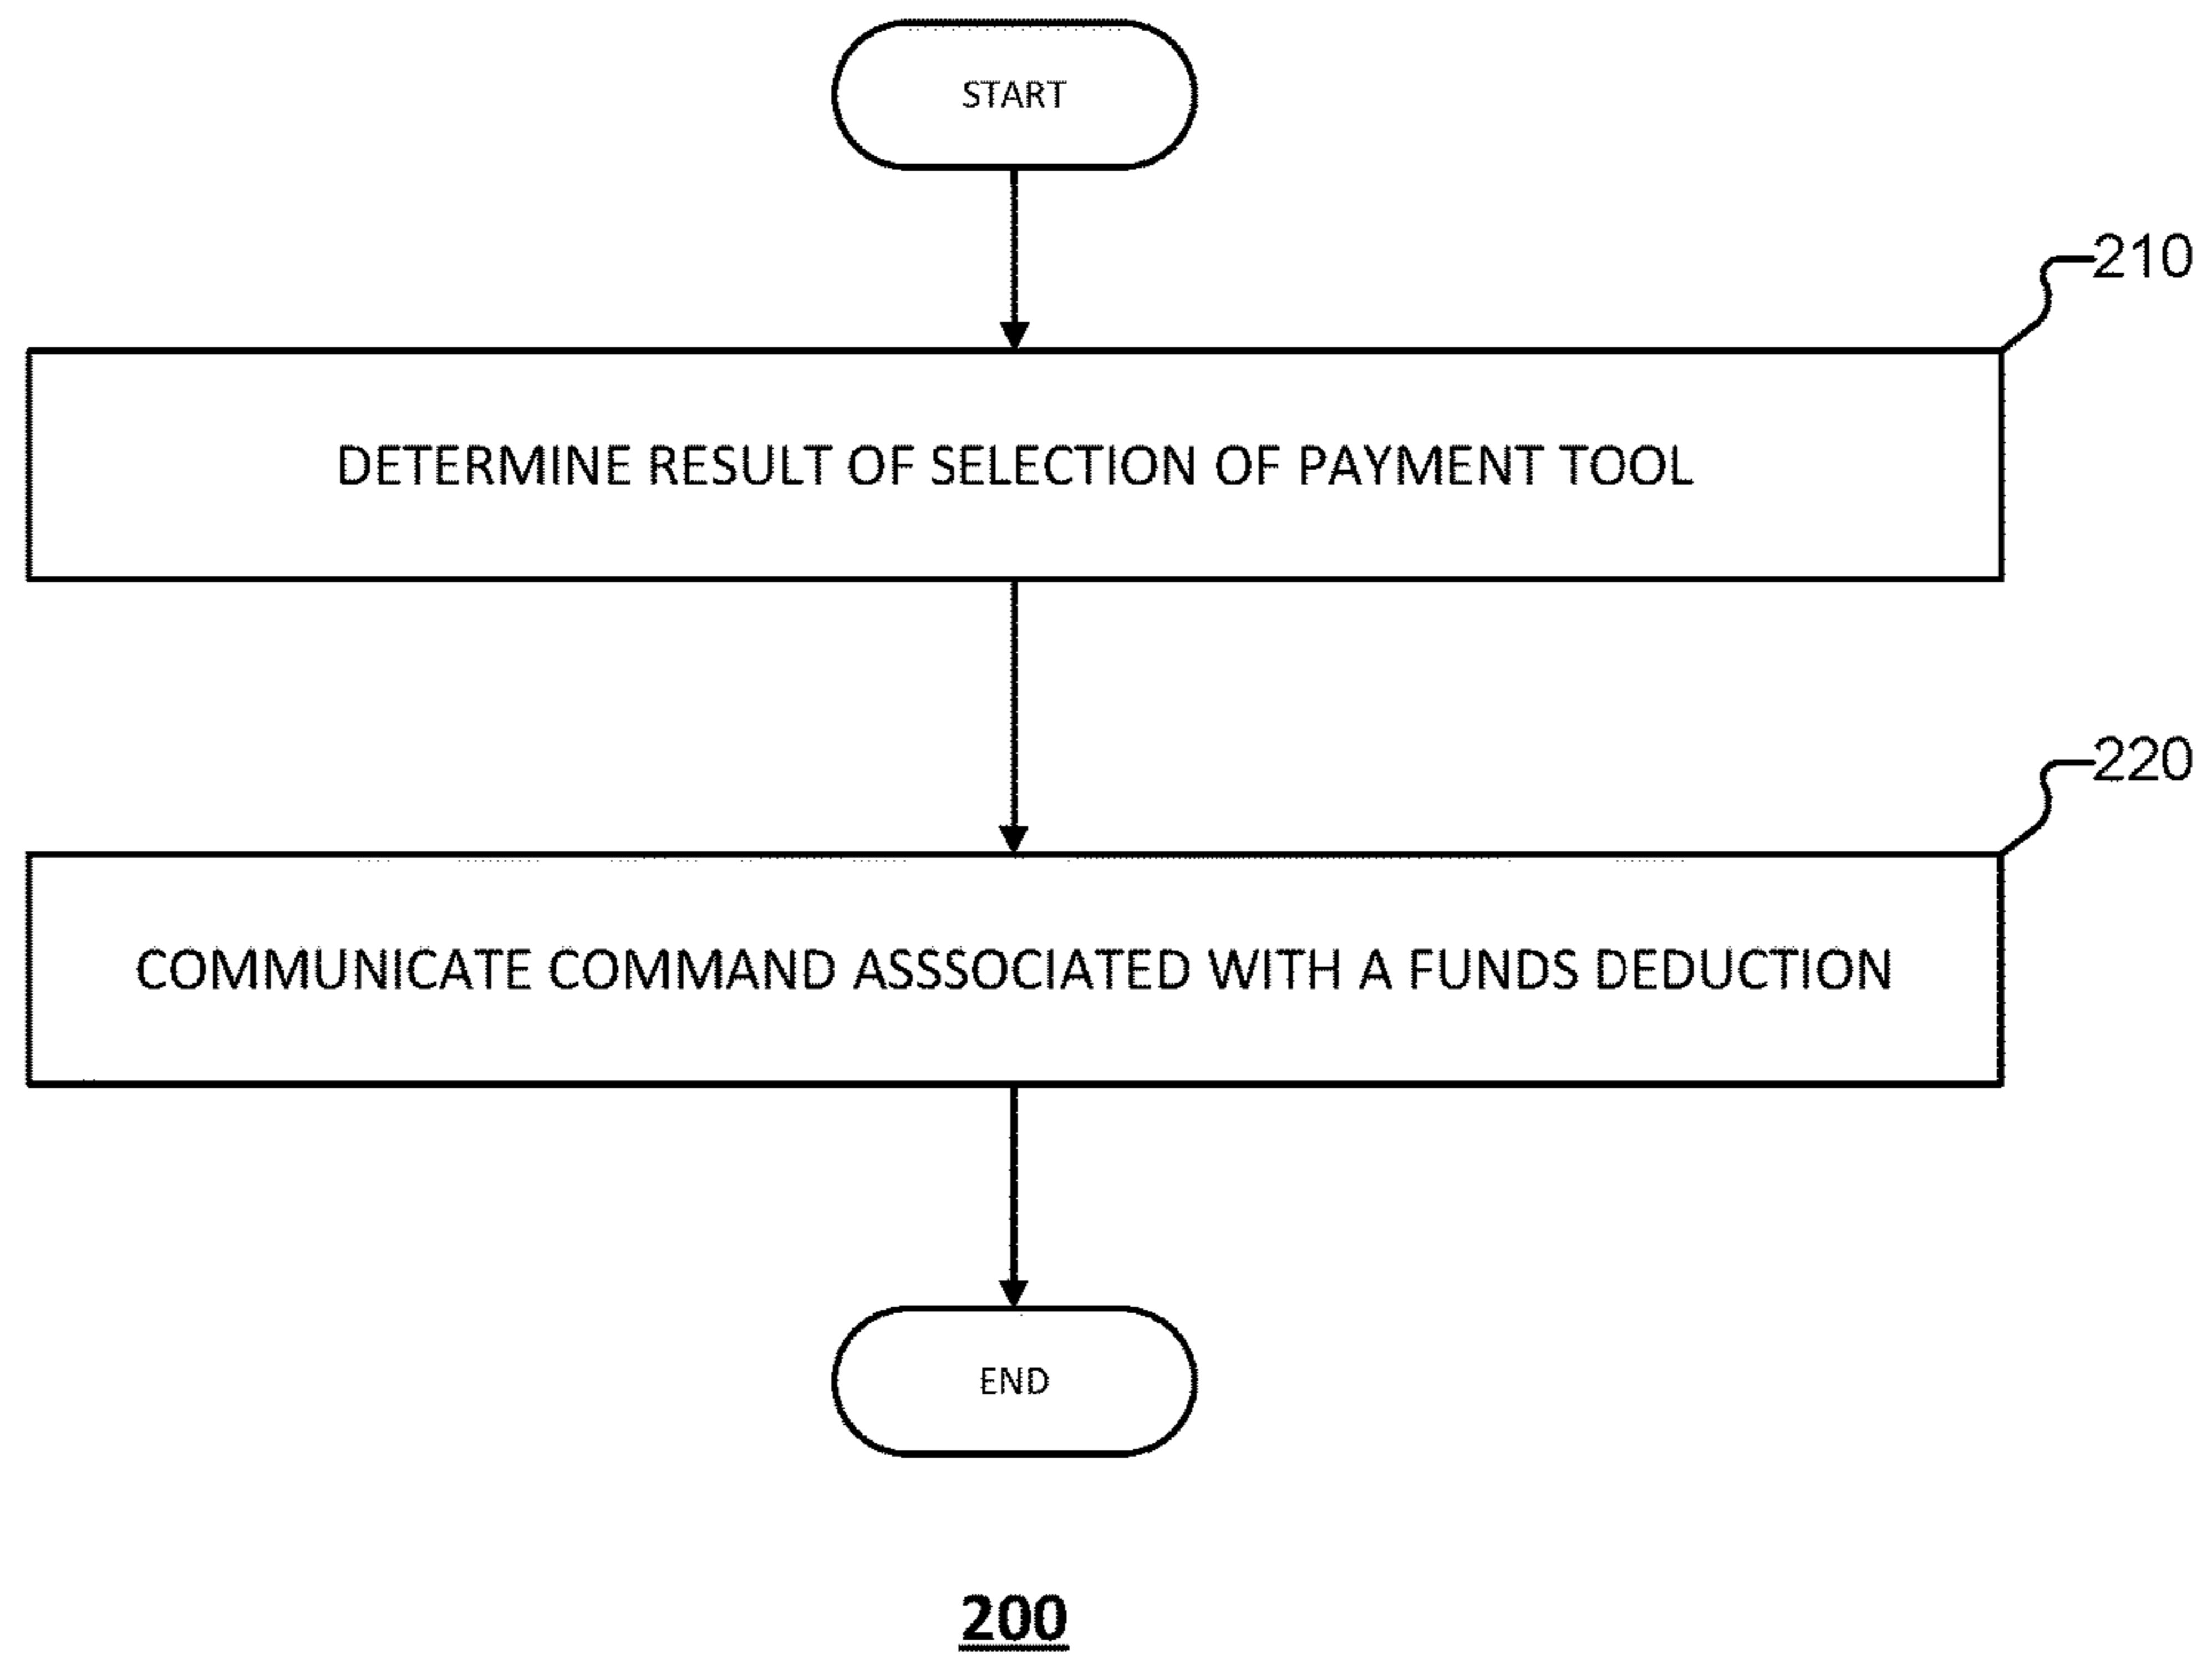 START
210
DETERMINE RESULT OF SELECTION OF PAYMENT TOOL
220
COMMUNICATE COMMAND ASSSOCIATED WITH A FUNDS DEDUCTION
END
200